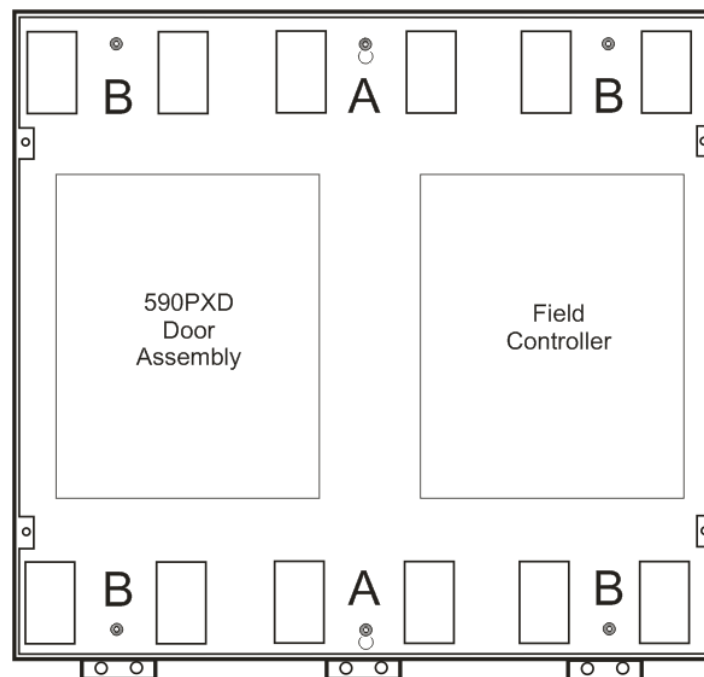 B A B
590PXD
Door
Assembly
Field
Controller
B A B